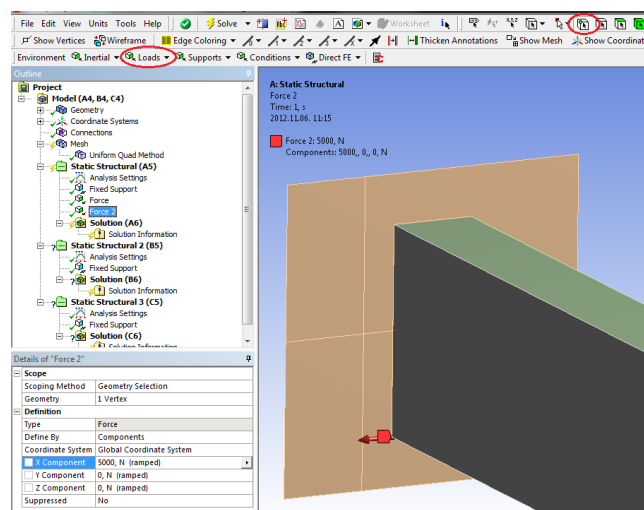 File Edit View Units Tools Help Solve Worksheet
Show Vertices Wireframe Edge Coloring Thicken Annotations Show Mesh Show Coordinat
Environment Inertial Loads Supports Conditions Direct FE
Outline
Project
Model (A4, B4, C4)
Geometry
Coordinate Systems
Connections
Mesh
Uniform Quad Method
Static Structural (A5)
Analysis Settings
Fixed Support
Force
Force 2
Solution (A6)
Solution Information
Static Structural 2 (B5)
Analysis Settings
Fixed Support
Solution (B6)
Solution Information
Static Structural 3 (C5)
Analysis Settings
Fixed Support
Solution (C6)
Solution Information
A: Static Structural
Force 2
Time: 1, s
2012.11.06. 11:15
Force 2: 5000, N
Components: 5000,, 0,, 0, N
Details of "Force 2"
Scope
Scoping Method Geometry Selection
Geometry 1 Vertex
Definition
Type Force
Define By Components
Coordinate System Global Coordinate System
X Component 5000, N (ramped)
Y Component 0, N (ramped)
Z Component 0, N (ramped)
Suppressed No